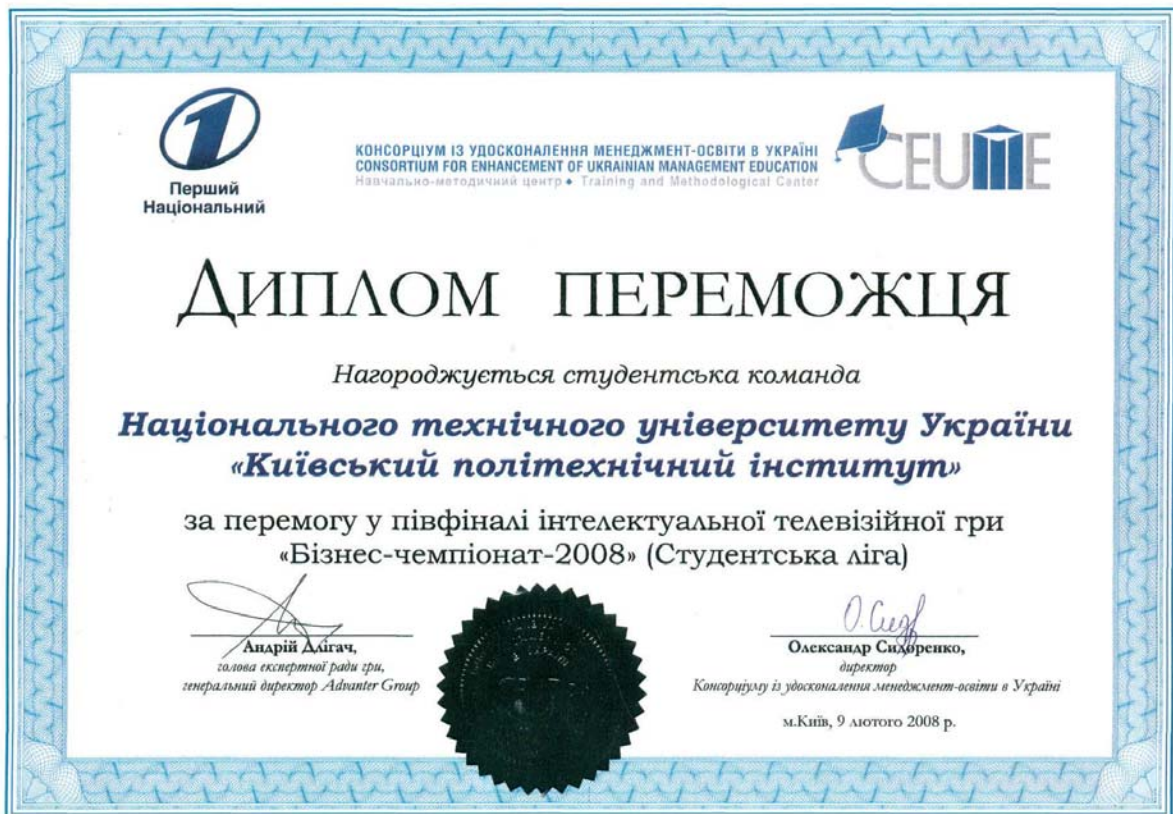 1
Перший
Національний
КОНСОРЦІУМ ІЗ УДОСКОНАЛЕННЯ МЕНЕДЖМЕНТ-ОСВІТИ В УКРАЇНІ
CONSORTIUM FOR ENHANCEMENT OF UKRAINIAN MANAGEMENT EDUCATION
Навчально-методичний центр • Training and Methodological Center
CEUME
ДИПЛОМ ПЕРЕМОЖЦЯ
Нагороджується студентська команда
Національного технічного університету України
«Київський політехнічний інститут»
за перемогу у півфіналі інтелектуальної телевізійної гри
«Бізнес-чемпіонат-2008» (Студентська ліга)
Андрій Длігач,
голова експертної ради гри,
генеральний директор Advanter Group
О. Сид
Олександр Сидоренко,
директор
Консорціуму із удосконалення менеджмент-освіти в Україні
м.Київ, 9 лютого 2008 р.